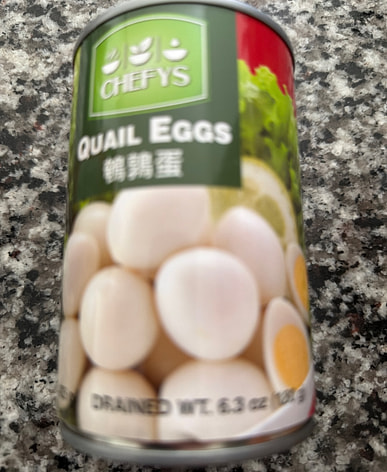 CHEFYS
QUAIL EGGS
鹌鹑蛋
DRAINED WT. 6.3 oz